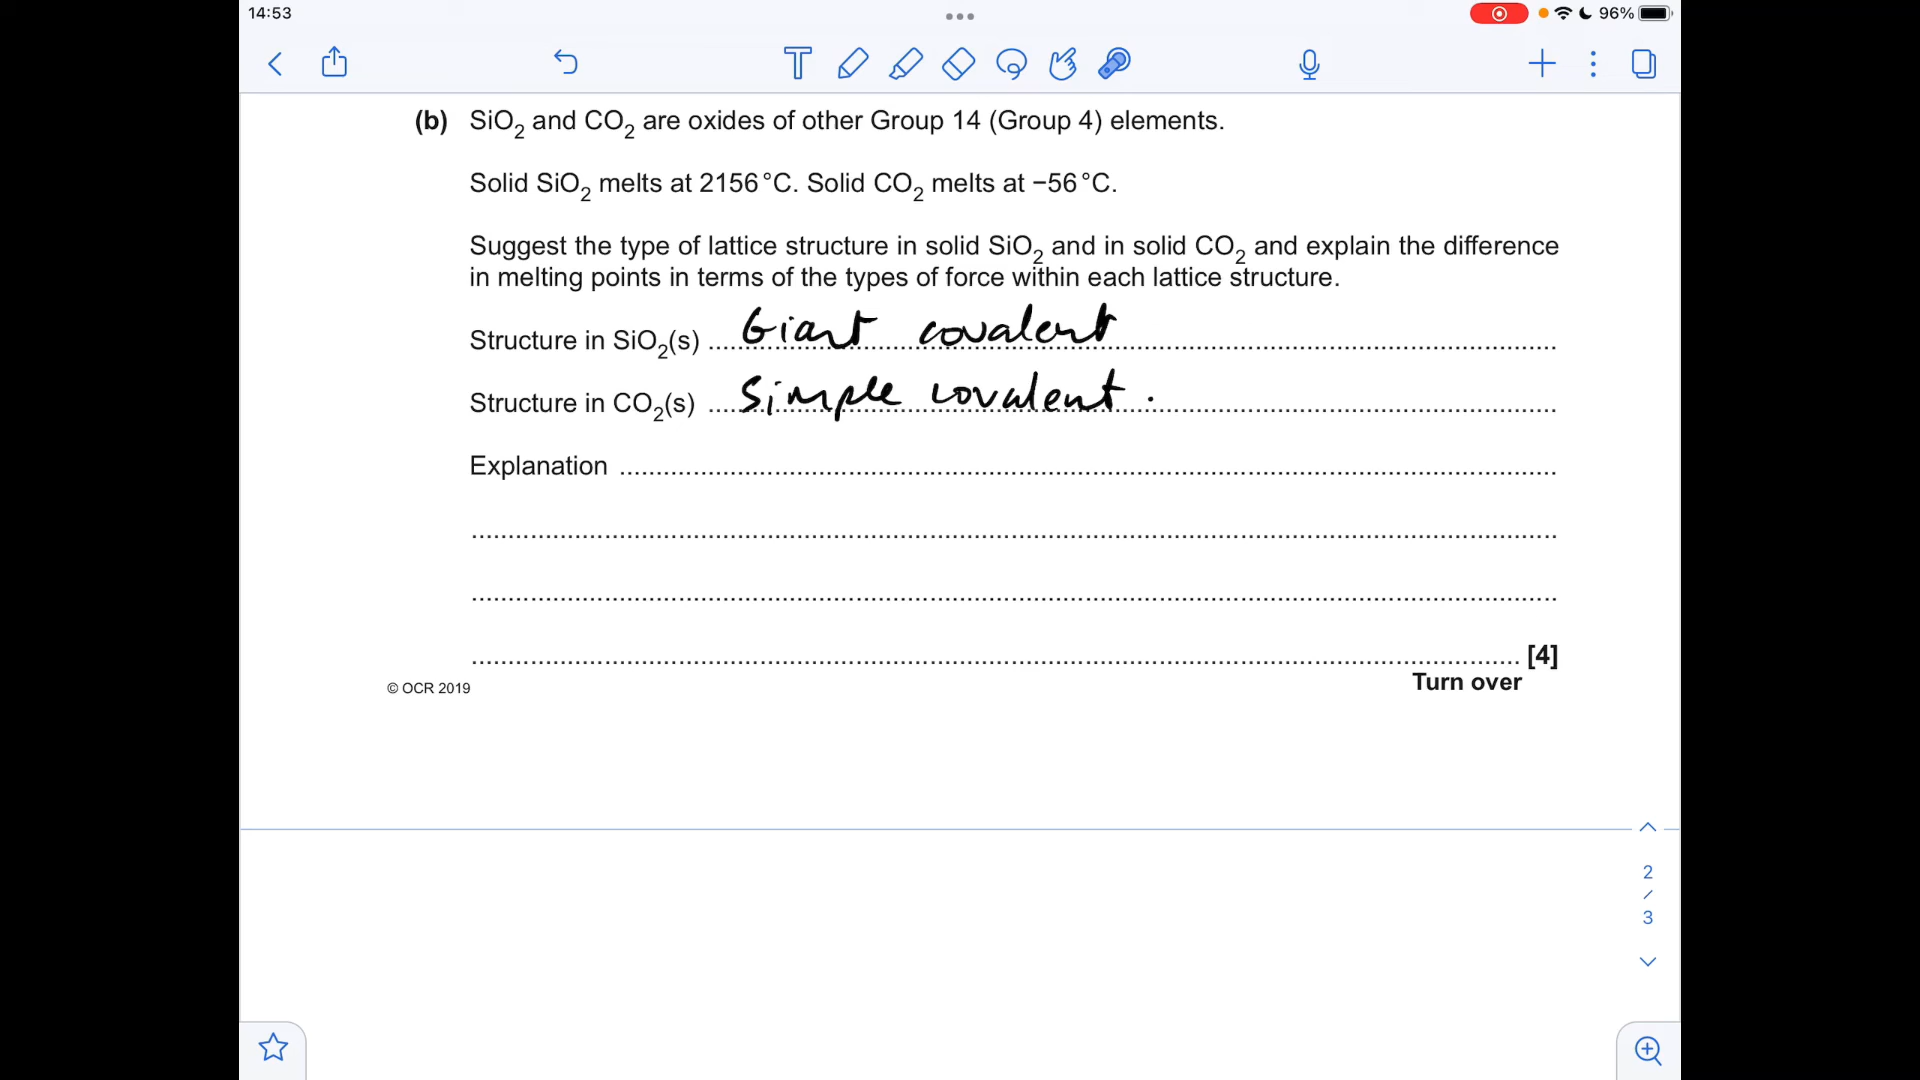 14:53
96%
(b) SiO₂ and CO₂ are oxides of other Group 14 (Group 4) elements.
Solid SiO₂ melts at 2156 °C. Solid CO₂ melts at −56 °C.
Suggest the type of lattice structure in solid SiO₂ and in solid CO₂ and explain the difference
in melting points in terms of the types of force within each lattice structure.
Structure in SiO₂(s) Giant covalent
Structure in CO₂(s) Simple covalent.
Explanation
[4]
© OCR 2019
Turn over
2
/
3